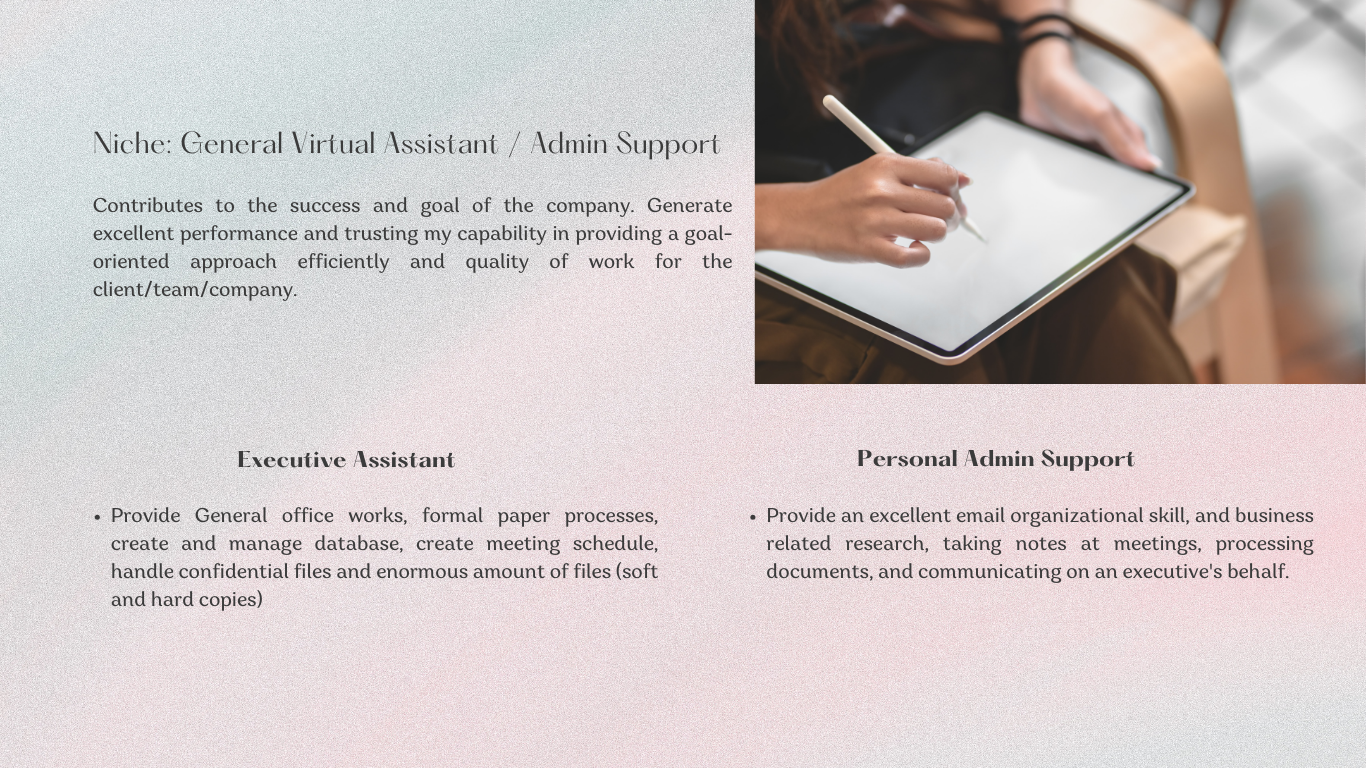 Niche: General Virtual Assistant / Admin Support
Contributes to the success and goal of the company. Generate
excellent performance and trusting my capability in providing a goal-
oriented approach efficiently and quality of work for the
client/team/company.
Executive Assistant
• Provide General office works, formal paper processes,
create and manage database, create meeting schedule,
handle confidential files and enormous amount of files (soft
and hard copies)
Personal Admin Support
• Provide an excellent email organizational skill, and business
related research, taking notes at meetings, processing
documents, and communicating on an executive's behalf.